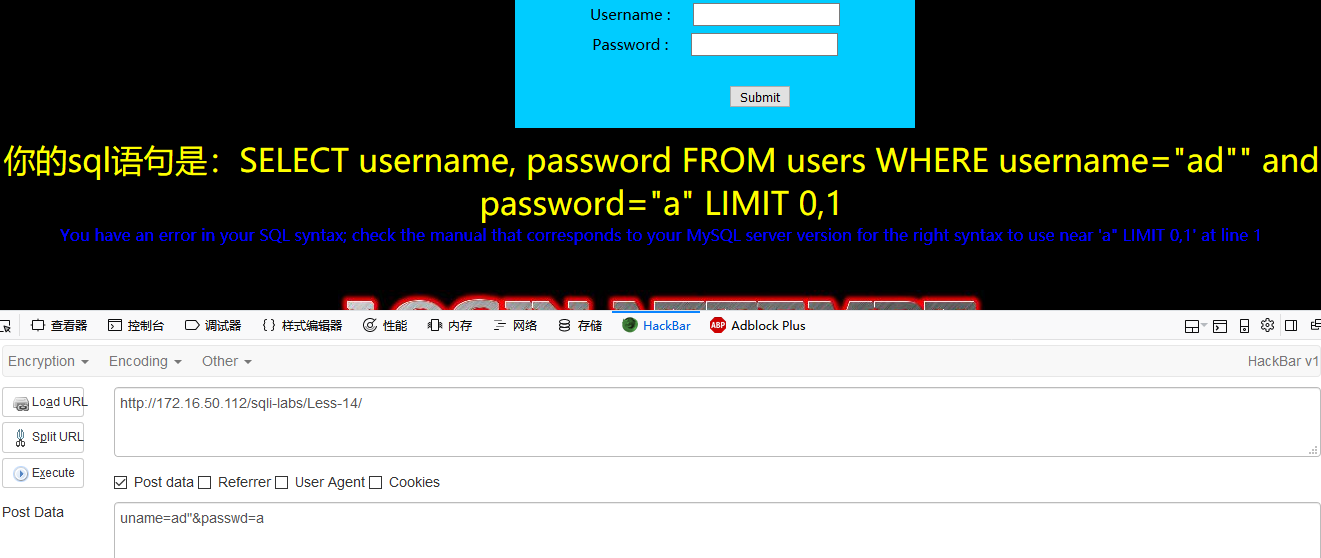 Username :
Password :
Submit
你的sql语句是：SELECT username, password FROM users WHERE username="ad"" and
password="a" LIMIT 0,1
You have an error in your SQL syntax; check the manual that corresponds to your MySQL server version for the right syntax to use near 'a" LIMIT 0,1' at line 1
查看器 控制台 调试器 {} 样式编辑器 性能 内存 网络 存储 HackBar ABP Adblock Plus
Encryption Encoding Other HackBar v1
Load URL http://172.16.50.112/sqli-labs/Less-14/
Split URL
Execute
Post data Referrer User Agent Cookies
Post Data uname=ad"&passwd=a